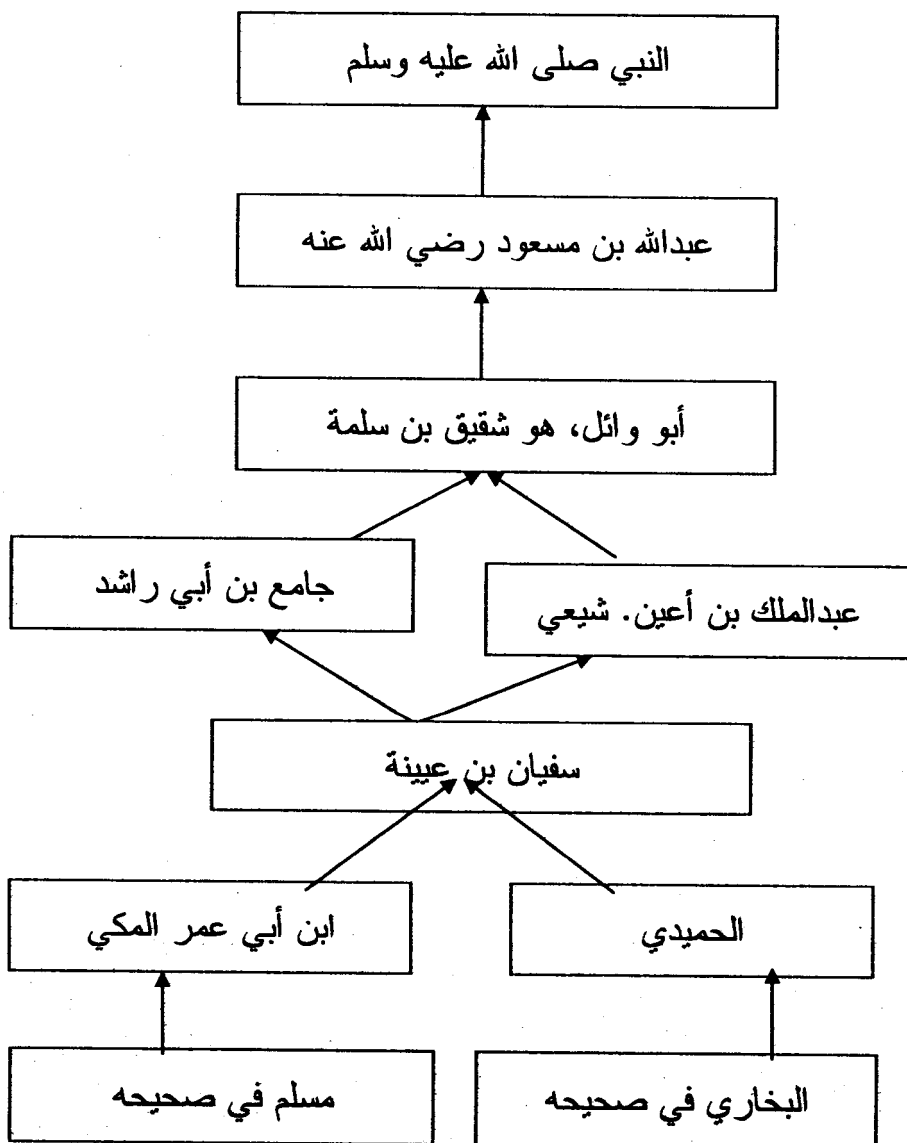 النبي صلى الله عليه وسلم
عبدالله بن مسعود رضي الله عنه
أبو وائل، هو شقيق بن سلمة
جامع بن أبي راشد
عبدالملك بن أعين. شيعي
سفيان بن عيينة
الحميدي
ابن أبي عمر المكي
البخاري في صحيحه
مسلم في صحيحه